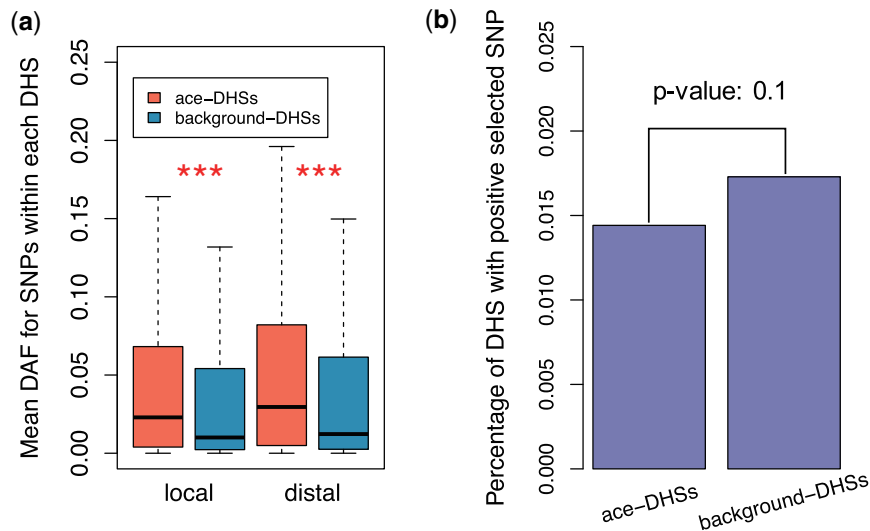 (a)
Mean DAF for SNPs within each DHS
0.25
0.20
0.15
0.10
0.05
0.00
ace-DHSs
background-DHSs
***
***
local
distal
(b)
Percentage of DHS with positive selected SNP
0.025
0.020
0.015
0.010
0.005
0.000
p-value: 0.1
ace-DHSs
background-DHSs